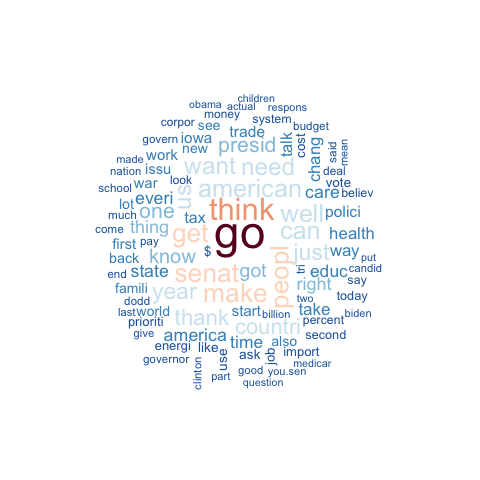 children
obama
actual
respons
money
corpor
see
system
trade
budget
govern
iowa
presid
talk
cost
said
mean
made
new
work
want
need
chang
issu
nation
look
us
american
care
deal
school
war
everi
vote
believ
lot
one
tax
think
well
polici
much
come
thing
get
go
can
health
first
pay
know
$
peopl
just
way
put
back
end
state
senat
got
tri
educ
candid
say
famili
year
make
right
dodd
two
today
last
world
thank
start
billion
take
prioriti
countri
percent
biden
give
america
time
also
second
energi
like
use
ask
job
import
governor
clinton
part
good
you.sen
medicar
question